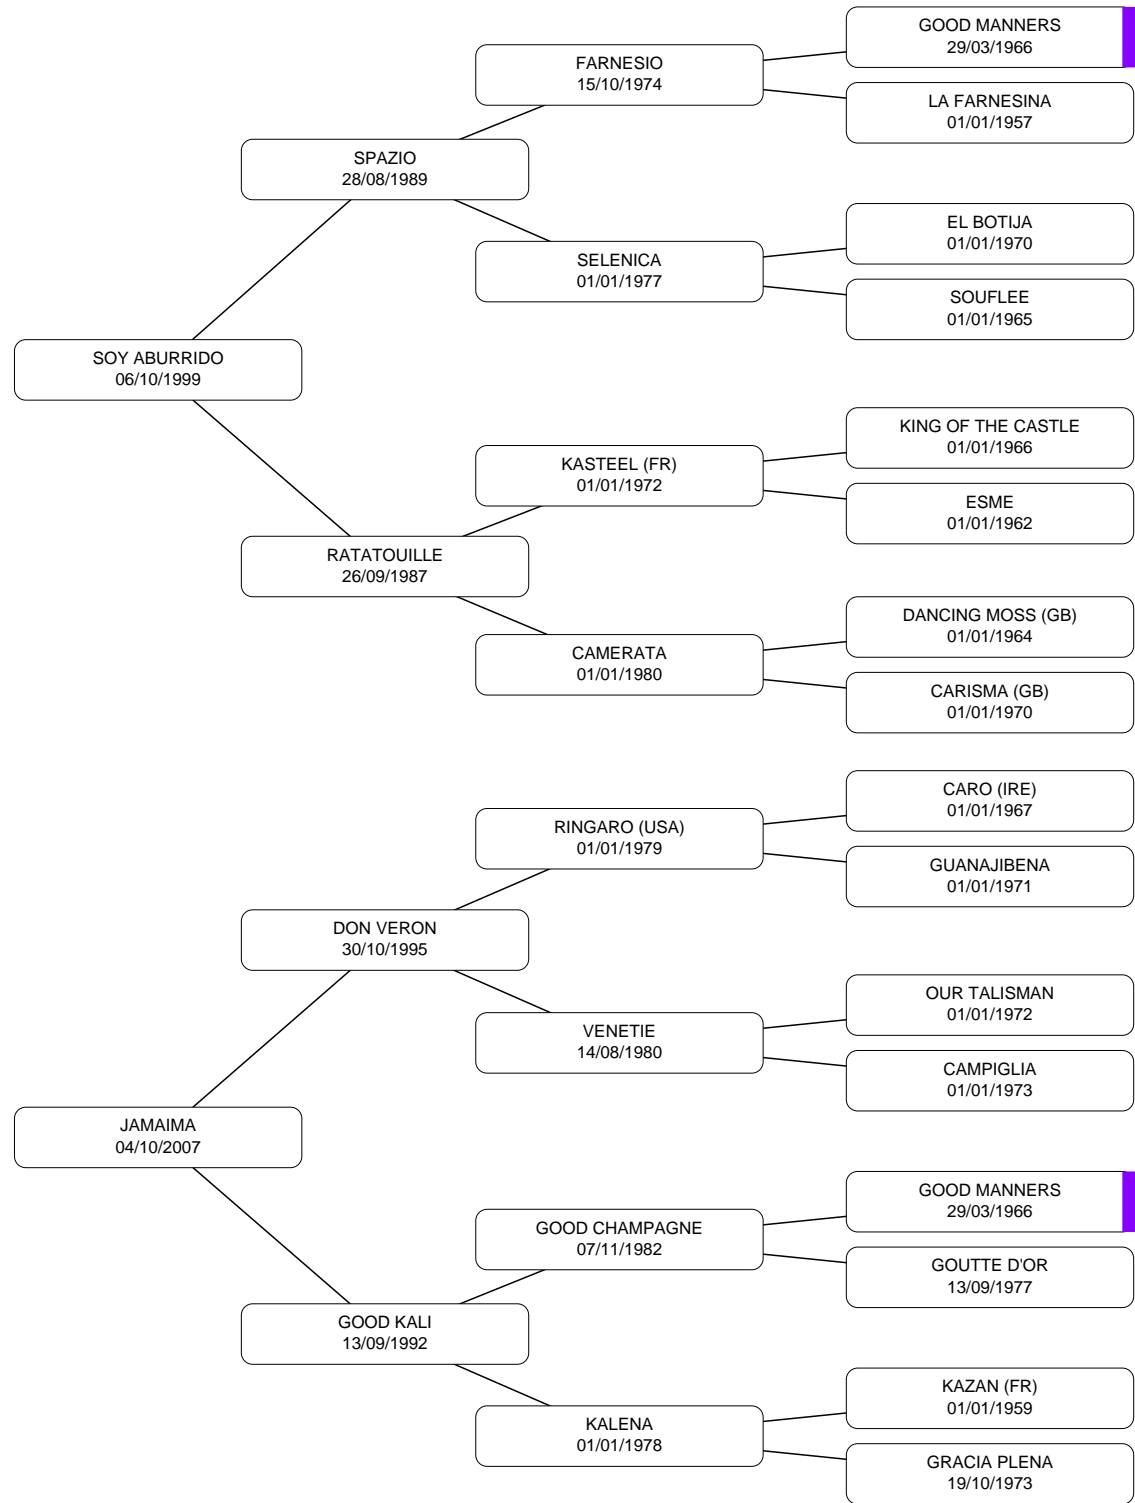 GOOD MANNERS
29/03/1966
FARNESIO
15/10/1974
LA FARNESINA
01/01/1957
SPAZIO
28/08/1989
EL BOTIJA
01/01/1970
SELENICA
01/01/1977
SOUFLEE
01/01/1965
SOY ABURRIDO
06/10/1999
KING OF THE CASTLE
01/01/1966
KASTEEL (FR)
01/01/1972
ESME
01/01/1962
RATATOUILLE
26/09/1987
DANCING MOSS (GB)
01/01/1964
CAMERATA
01/01/1980
CARISMA (GB)
01/01/1970
CARO (IRE)
01/01/1967
RINGARO (USA)
01/01/1979
GUANAJIBENA
01/01/1971
DON VERON
30/10/1995
OUR TALISMAN
01/01/1972
VENETIE
14/08/1980
CAMPIGLIA
01/01/1973
JAMAIMA
04/10/2007
GOOD MANNERS
29/03/1966
GOOD CHAMPAGNE
07/11/1982
GOUTTE D'OR
13/09/1977
GOOD KALI
13/09/1992
KAZAN (FR)
01/01/1959
KALENA
01/01/1978
GRACIA PLENA
19/10/1973